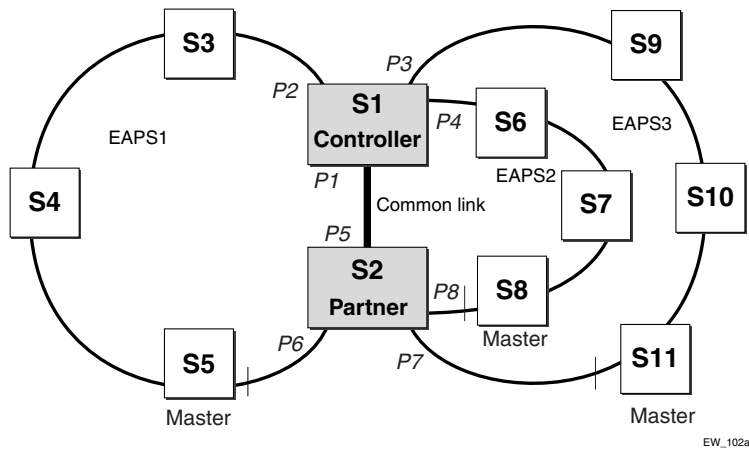 S3
S9
P3
P2
S1
Controller
P4
S6
EAPS1
EAPS3
EAPS2
P1
S4
Common link
S7
S10
P5
S2
Partner
P8
S8
Master
P6
P7
S5
Master
S11
Master
EW_102a